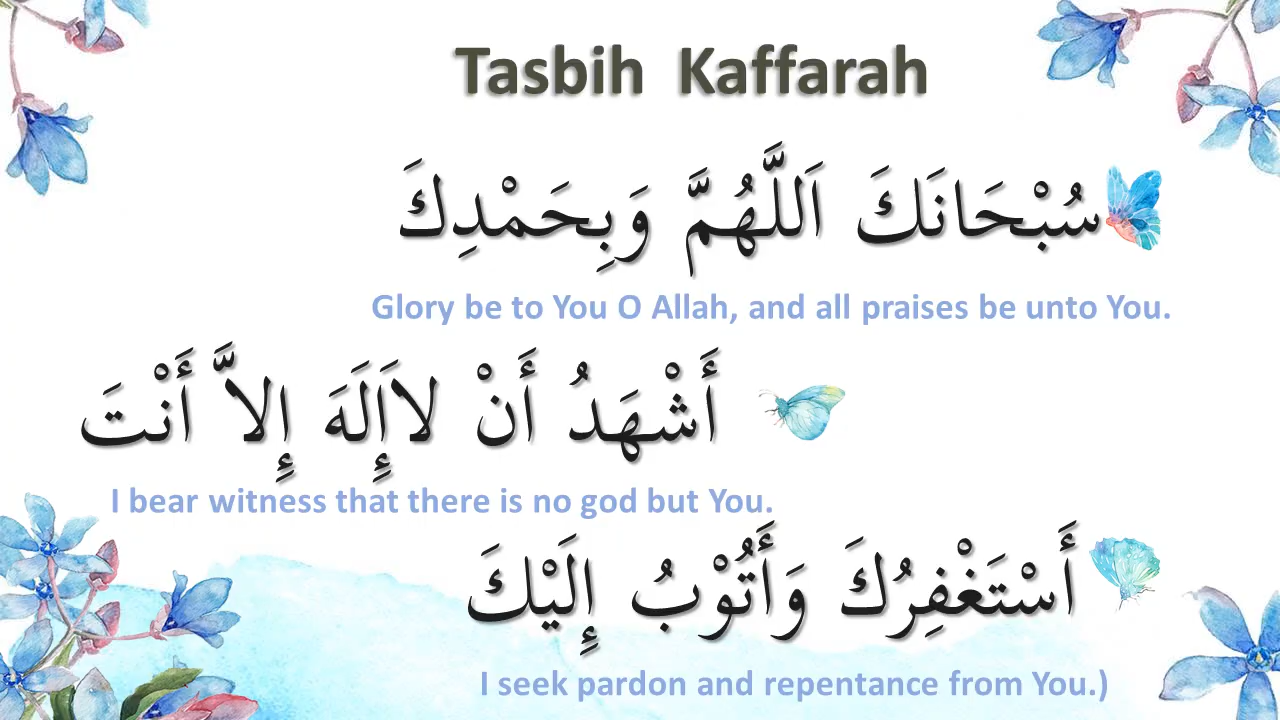 Tasbih Kaffarah
سُبْحَانَكَ اَللَّهُمَّ وَبِحَمْدِكَ
Glory be to You O Allah, and all praises be unto You.
أَشْهَدُ أَنْ لاَإِلَهَ إِلاَّ أَنْتَ
I bear witness that there is no god but You.
أَسْتَغْفِرُكَ وَأَتُوْبُ إِلَيْكَ
I seek pardon and repentance from You.)